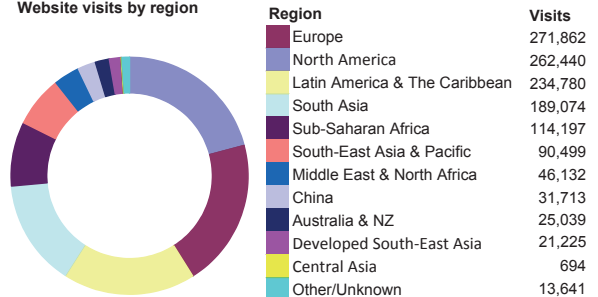 Website visits by region
Region Visits
Europe 271,862
North America 262,440
Latin America & The Caribbean 234,780
South Asia 189,074
Sub-Saharan Africa 114,197
South-East Asia & Pacific 90,499
Middle East & North Africa 46,132
China 31,713
Australia & NZ 25,039
Developed South-East Asia 21,225
Central Asia 694
Other/Unknown 13,641